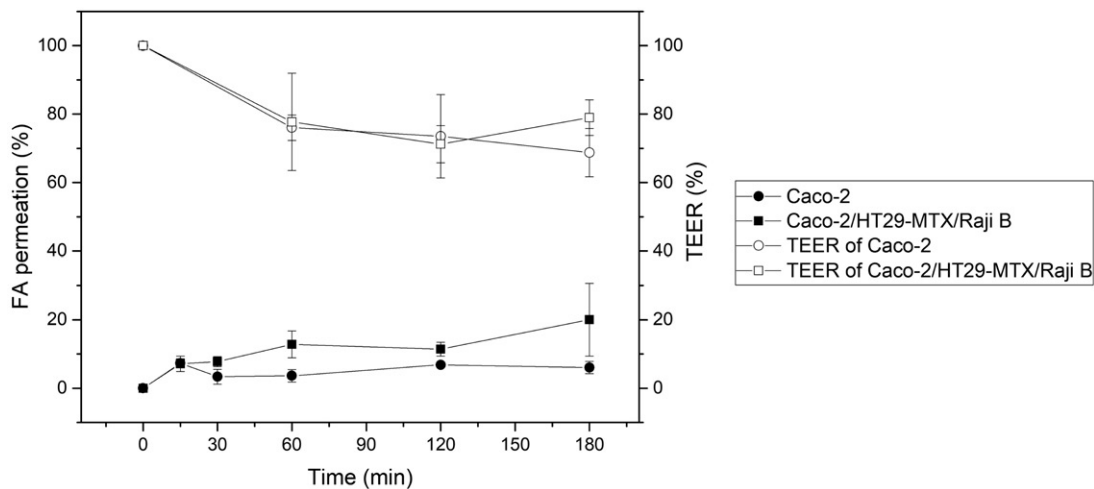 FA permeation (%)
100
80
60
40
20
0
100
80
60
40
20
0
TEER (%)
0 30 60 90 120 150 180
Time (min)
Caco-2
Caco-2/HT29-MTX/Raji B
TEER of Caco-2
TEER of Caco-2/HT29-MTX/Raji B